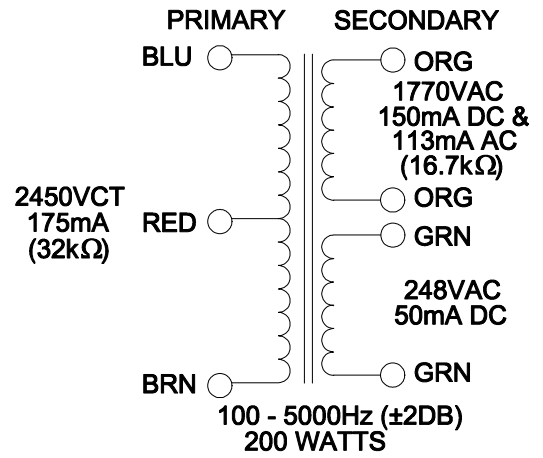 PRIMARY
SECONDARY
BLU
ORG
1770VAC
150mA DC &
113mA AC
(16.7kΩ)
ORG
2450VCT
175mA
(32kΩ)
RED
GRN
248VAC
50mA DC
BRN
GRN
100 - 5000Hz (±2DB)
200 WATTS